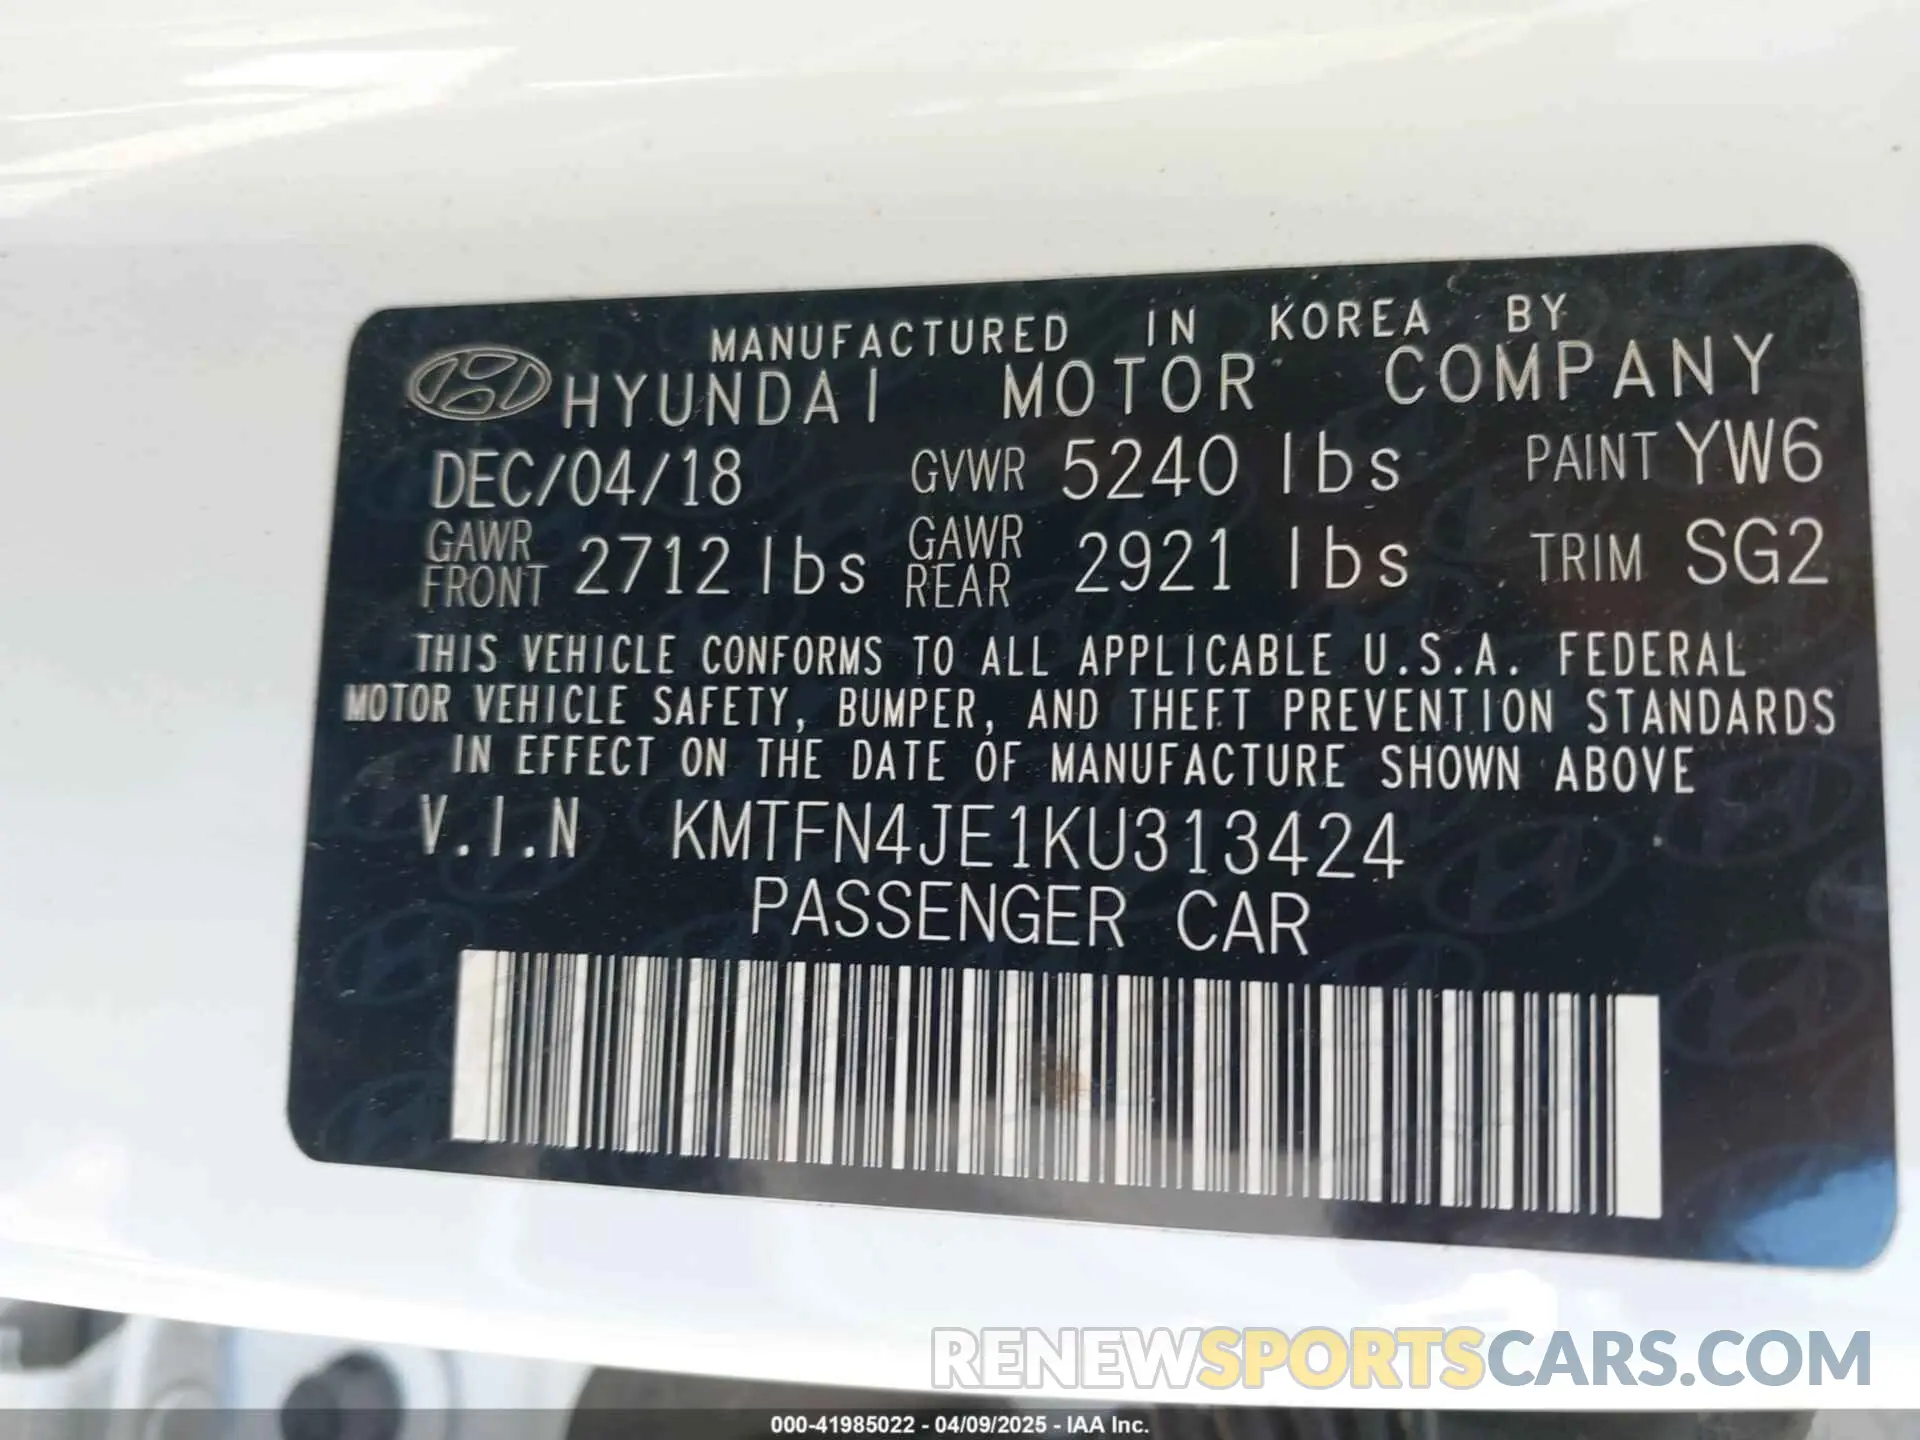 MANUFACTURED IN KOREA BY
HYUNDAI MOTOR COMPANY
DEC/04/18 GVWR 5240 lbs PAINT YW6
GAWR FRONT 2712 lbs GAWR REAR 2921 lbs TRIM SG2
THIS VEHICLE CONFORMS TO ALL APPLICABLE U.S.A. FEDERAL
MOTOR VEHICLE SAFETY, BUMPER, AND THEFT PREVENTION STANDARDS
IN EFFECT ON THE DATE OF MANUFACTURE SHOWN ABOVE
V.I.N KMTFN4JE1KU313424
PASSENGER CAR
RENEWSPORTSCARS.COM
000-41985022 - 04/09/2025 - IAA Inc.